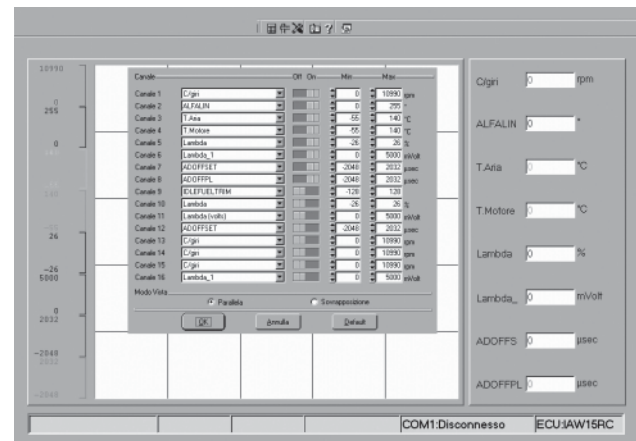 10990
0
255
0
26
-26
5000
0
2032
-2048
2032
-2048
Canale Off On Min Max
Canale 1 C/giri 0 10990 rpm
Canale 2 ALFALIN 0 255 °
Canale 3 T.Aria -55 140 °C
Canale 4 T.Motore -55 140 °C
Canale 5 Lambda -26 26 %
Canale 6 Lambda_1 0 5000 mVolt
Canale 7 ADOFFSET -2048 2032 µsec
Canale 8 ADOFFPL -2048 2032 µsec
Canale 9 IDLEFUELTRIM -128 128
Canale 10 Lambda -26 26 %
Canale 11 Lambda (volts) 0 5000 mVolt
Canale 12 ADOFFSET -2048 2032 µsec
Canale 13 C/giri 0 10990 rpm
Canale 14 C/giri 0 10990 rpm
Canale 15 C/giri 0 10990 rpm
Canale 16 Lambda_1 0 5000 mVolt
Modo Vista
Parallela Sovrapposizione
OK Annulla Default
C/giri 0 rpm
ALFALIN 0 °
T.Aria 0 °C
T.Motore 0 °C
Lambda 0 %
Lambda_ 0 mVolt
ADOFFS 0 µsec
ADOFFPL 0 µsec
COM1:Disconnesso ECU:IAW15RC